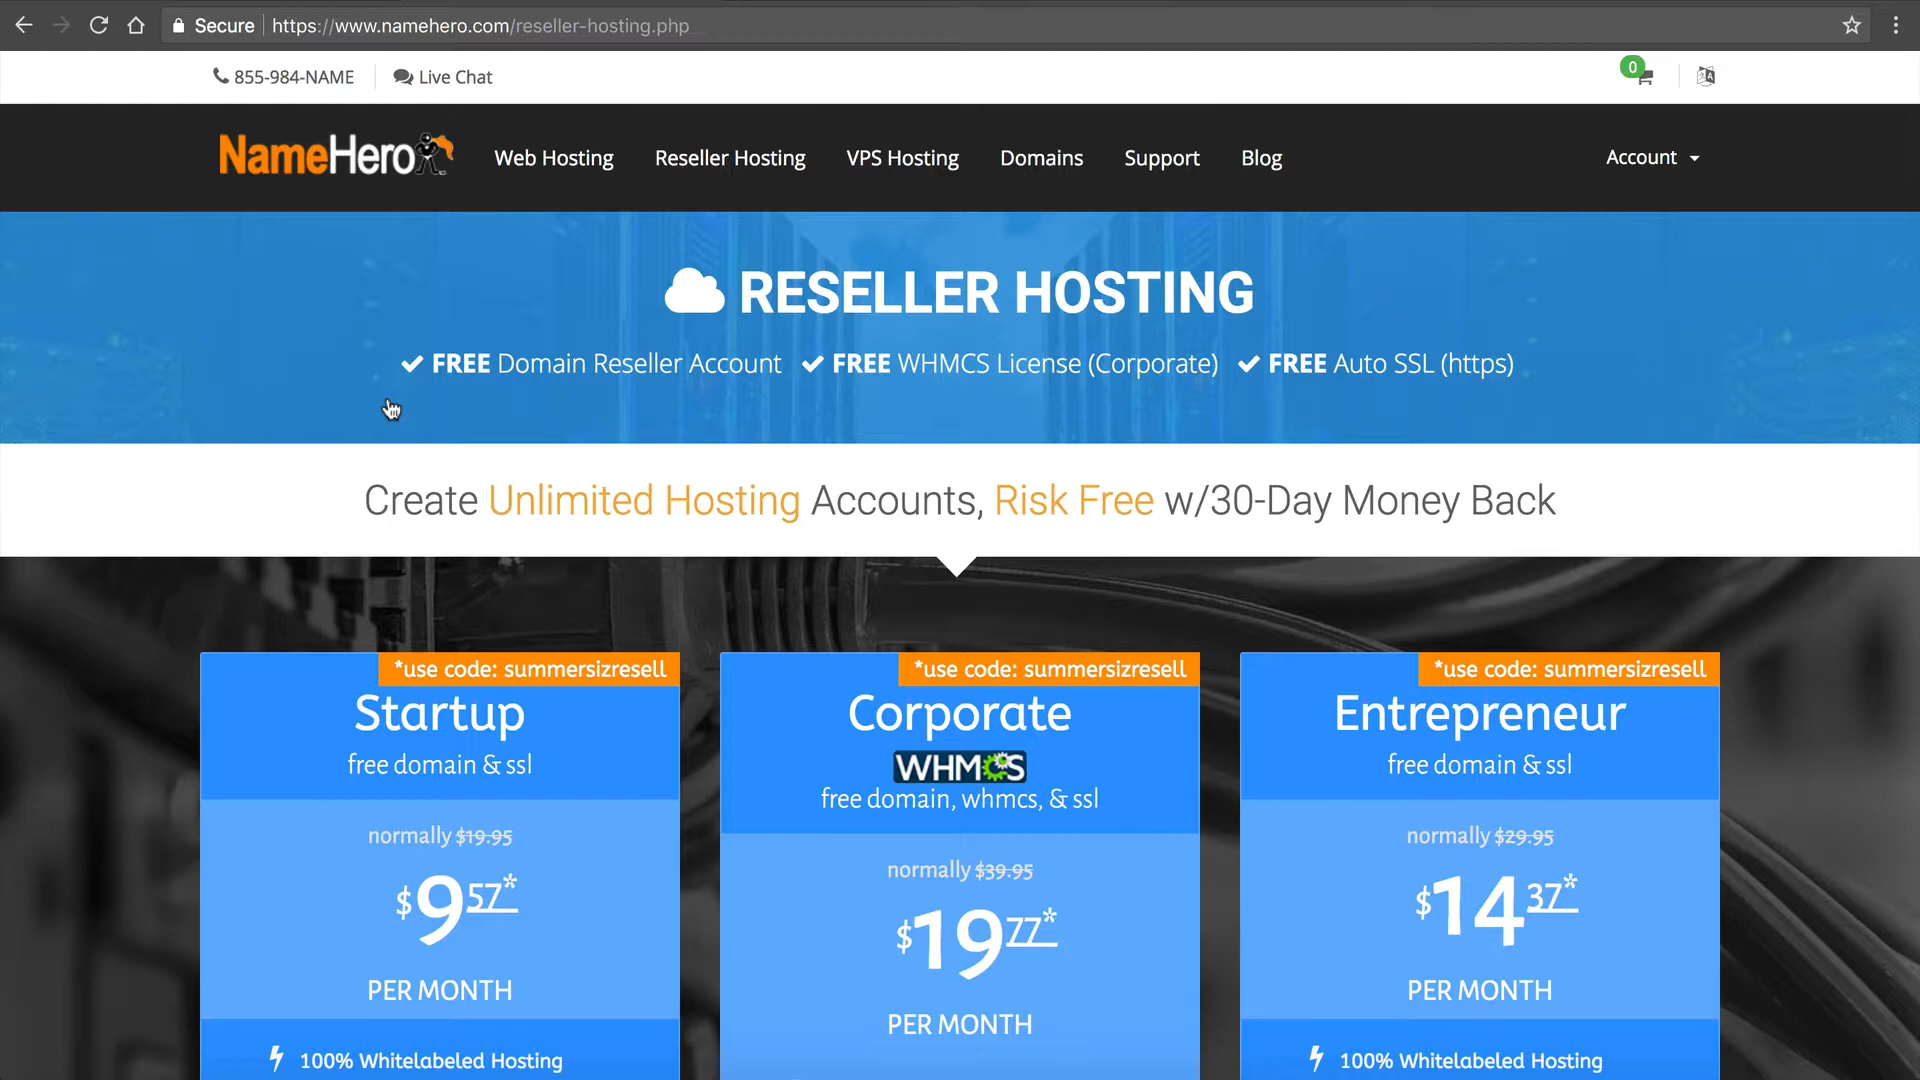 Secure https://www.namehero.com/reseller-hosting.php
855-984-NAME Live Chat 0
NameHero Web Hosting Reseller Hosting VPS Hosting Domains Support Blog Account
RESELLER HOSTING
FREE Domain Reseller Account FREE WHMCS License (Corporate) FREE Auto SSL (https)
Create Unlimited Hosting Accounts, Risk Free w/30-Day Money Back
*use code: summersizresell
Startup
free domain & ssl
normally $19.95
$9 57*
PER MONTH
100% Whitelabeled Hosting
*use code: summersizresell
Corporate
WHMCS
free domain, whmcs, & ssl
normally $39.95
$19 77*
PER MONTH
*use code: summersizresell
Entrepreneur
free domain & ssl
normally $29.95
$14 37*
PER MONTH
100% Whitelabeled Hosting